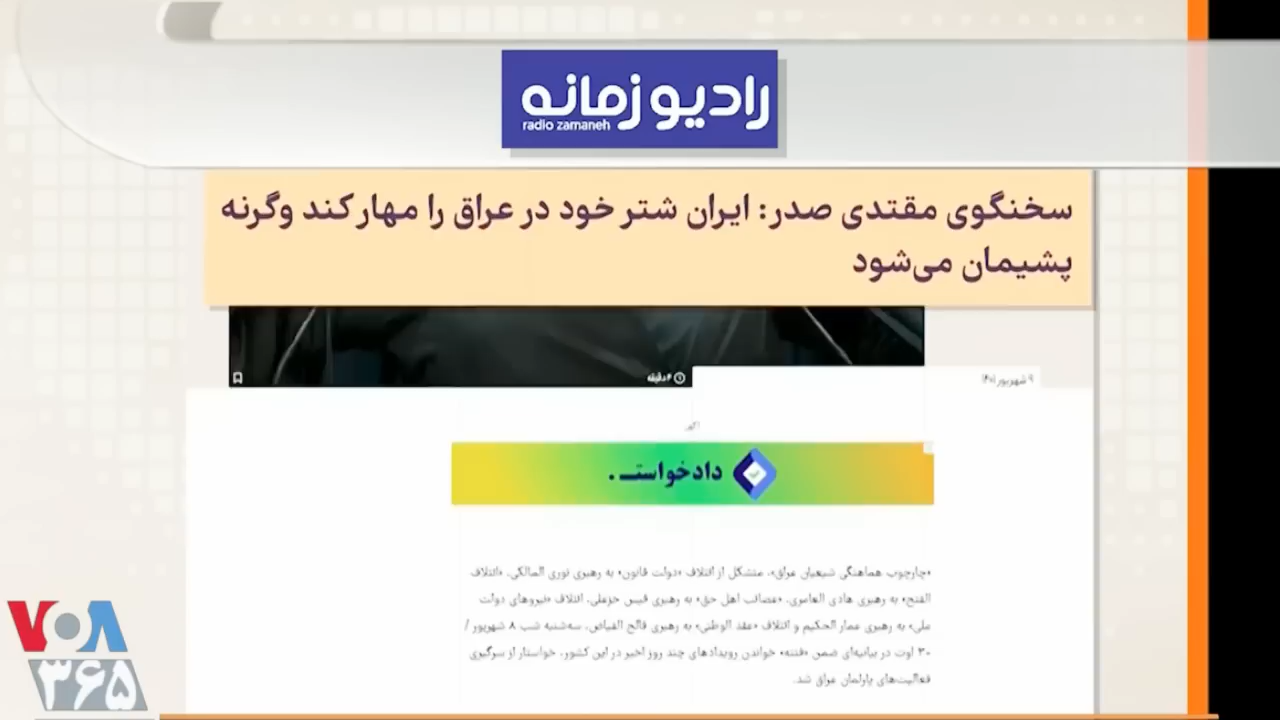 رادیو زمانه
radio zamaneh
سخنگوی مقتدی صدر: ایران شتر خود در عراق را مهار کند وگرنه
پشیمان می‌شود
دقیقه
۹ شهریور
دادخواست .
«چارچوب هماهنگی شیعیان عراق»، متشکل از ائتلاف «دولت قانون» به رهبری نوری المالکی، «ائتلاف
الفتح» به رهبری هادی العامری، «عصائب اهل حق» به رهبری قیس خزعلی، ائتلاف «نیروهای دولت
ملی» به رهبری عمار الحکیم و ائتلاف «عقد الوطنی» به رهبری فالح الفیاض، سه‌شنبه شب ۸ شهریور /
۳۰ اوت در بیانیه‌ای ضمن «فتنه» خواندن رویدادهای چند روز اخیر در این کشور، خواستار از سرگیری
فعالیت‌های پارلمان عراق شد.
VOA
۳۶۵